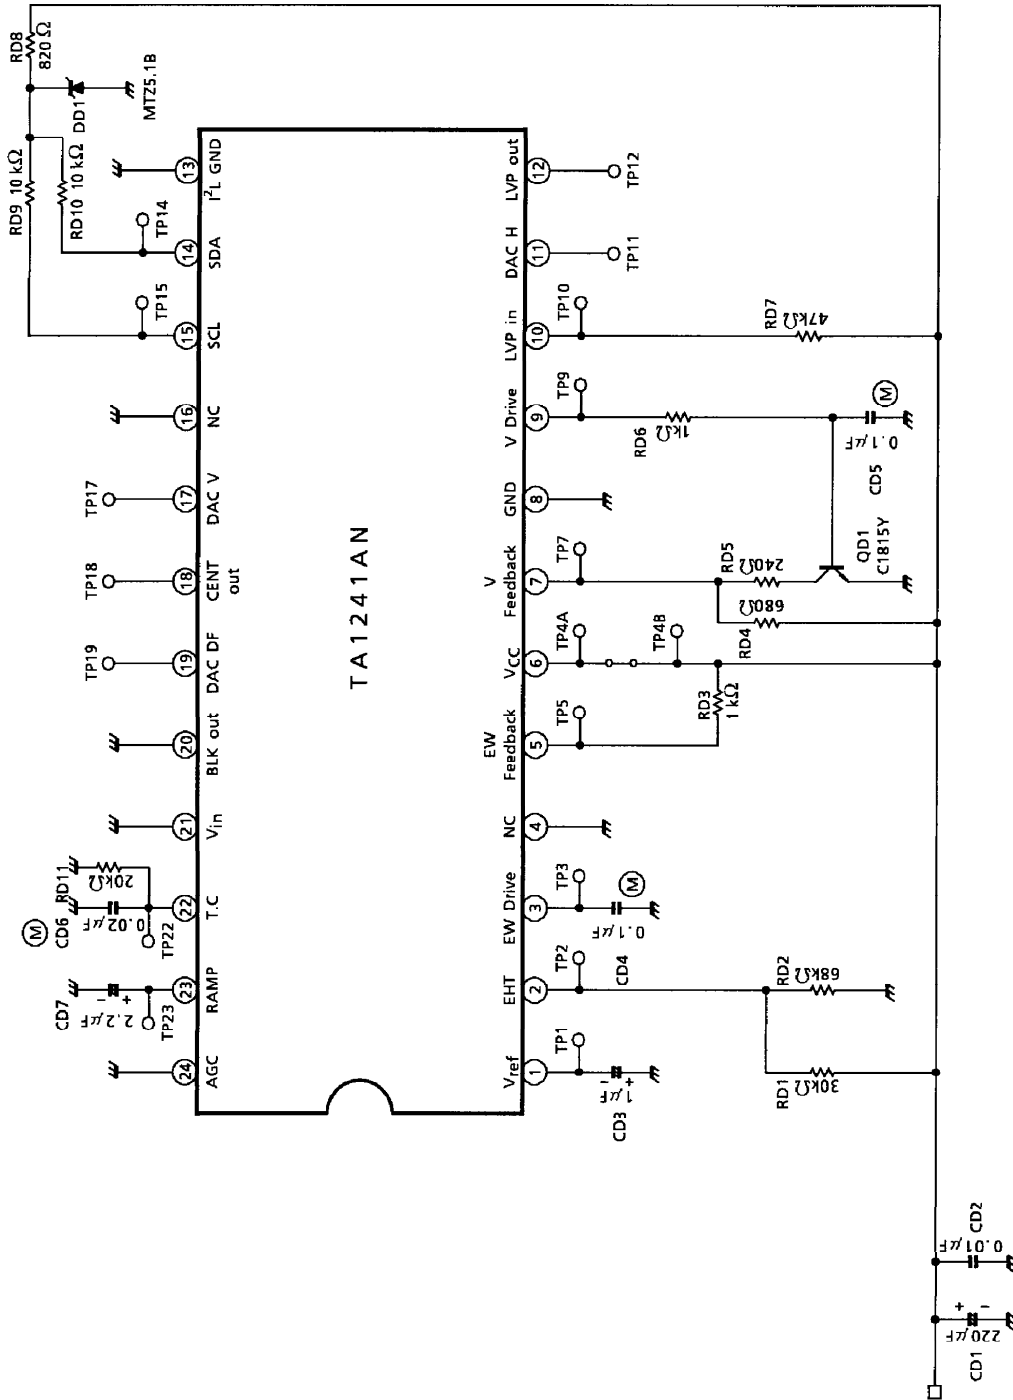 RD8
820 Ω
DD1
MTZ5.1B
RD9 10 kΩ
RD10 10 kΩ
TP14
TP15
TP17
TP18
TP19
RD11
20kΩ
M
CD6
0.02μF
TP22
CD7
- +
2.2μF
TP23
13
I²L GND
14
SDA
15
SCL
16
NC
17
DAC V
18
CENT
out
19
DAC DF
20
BLK out
21
Vin
22
T.C
23
RAMP
24
AGC
TA1241AN
12
LVP out
11
DAC H
10
LVP in
9
V Drive
8
GND
7
V
Feedback
6
VCC
5
EW
Feedback
4
NC
3
EW Drive
2
EHT
1
Vref
TP12
TP11
TP10
RD7
47kΩ
TP9
RD6
1kΩ
M
0.1μF
CD5
TP7
RD5
240Ω
QD1
C1815Y
680Ω
RD4
TP4A
TP4B
RD3
1 kΩ
TP5
TP3
M
0.1μF
CD4
TP2
RD2
68kΩ
TP1
- +
1μF
CD3
RD1
30kΩ
CD2
0.01μF
+ -
220μF
CD1